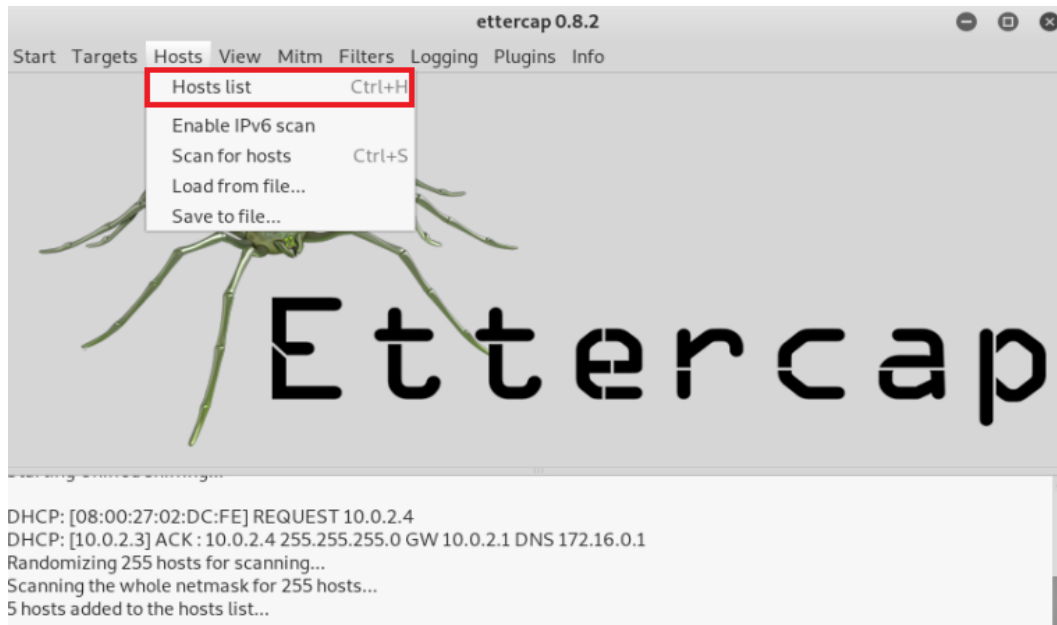 ettercap 0.8.2
Start Targets Hosts View Mitm Filters Logging Plugins Info
Hosts list Ctrl+H
Enable IPv6 scan
Scan for hosts Ctrl+S
Load from file...
Save to file...
Ettercap
DHCP: [08:00:27:02:DC:FE] REQUEST 10.0.2.4
DHCP: [10.0.2.3] ACK : 10.0.2.4 255.255.255.0 GW 10.0.2.1 DNS 172.16.0.1
Randomizing 255 hosts for scanning...
Scanning the whole netmask for 255 hosts...
5 hosts added to the hosts list...